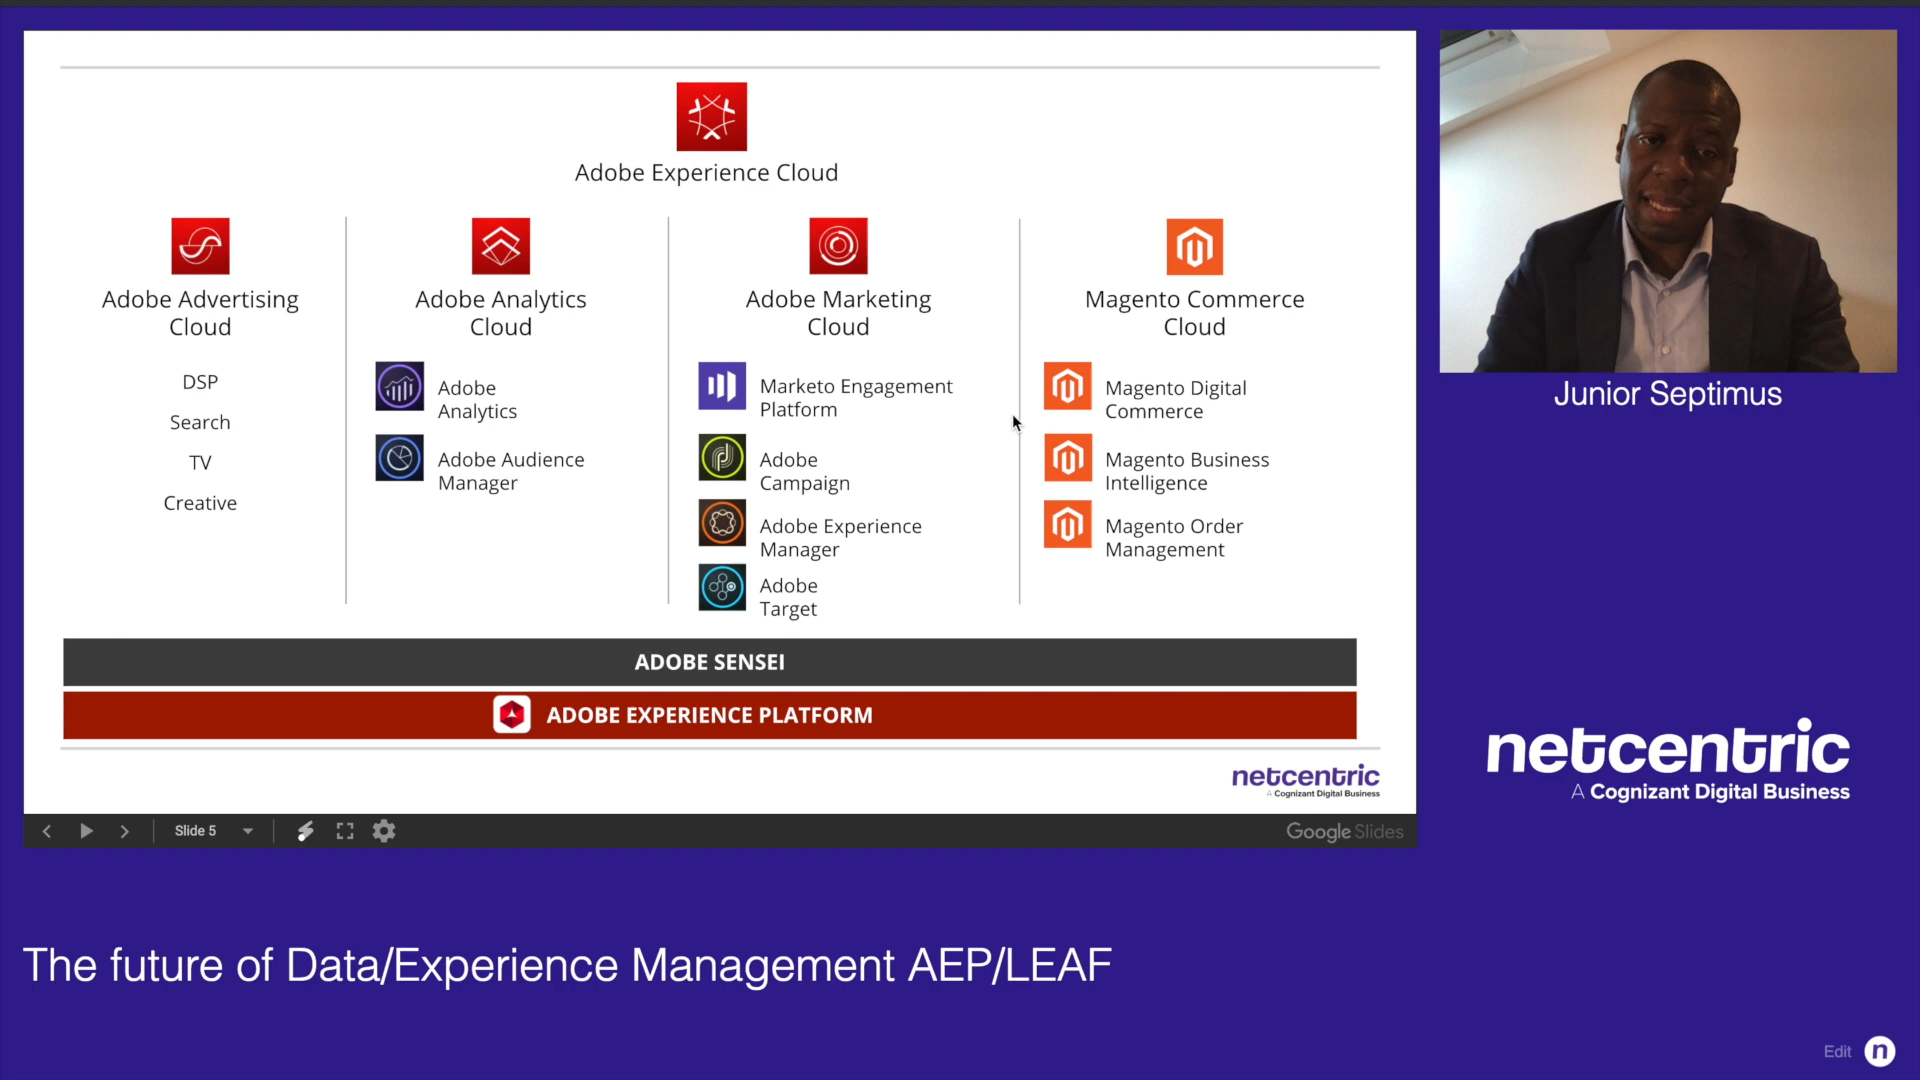 Adobe Experience Cloud
Adobe Advertising
Cloud
DSP
Search
TV
Creative
Adobe Analytics
Cloud
Adobe
Analytics
Adobe Audience
Manager
Adobe Marketing
Cloud
Marketo Engagement
Platform
Adobe
Campaign
Adobe Experience
Manager
Adobe
Target
Magento Commerce
Cloud
Magento Digital
Commerce
Magento Business
Intelligence
Magento Order
Management
ADOBE SENSEI
ADOBE EXPERIENCE PLATFORM
netcentric
A Cognizant Digital Business
Slide 5
Google Slides
Junior Septimus
netcentric
A Cognizant Digital Business
The future of Data/Experience Management AEP/LEAF
Edit
n